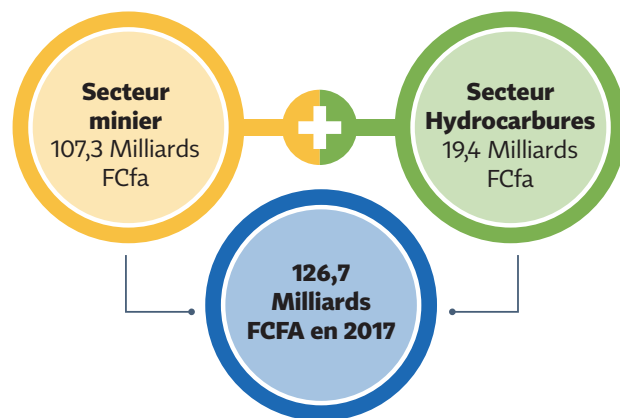 Secteur
minier
107,3 Milliards
FCfa
Secteur
Hydrocarbures
19,4 Milliards
FCfa
126,7
Milliards
FCFA en 2017